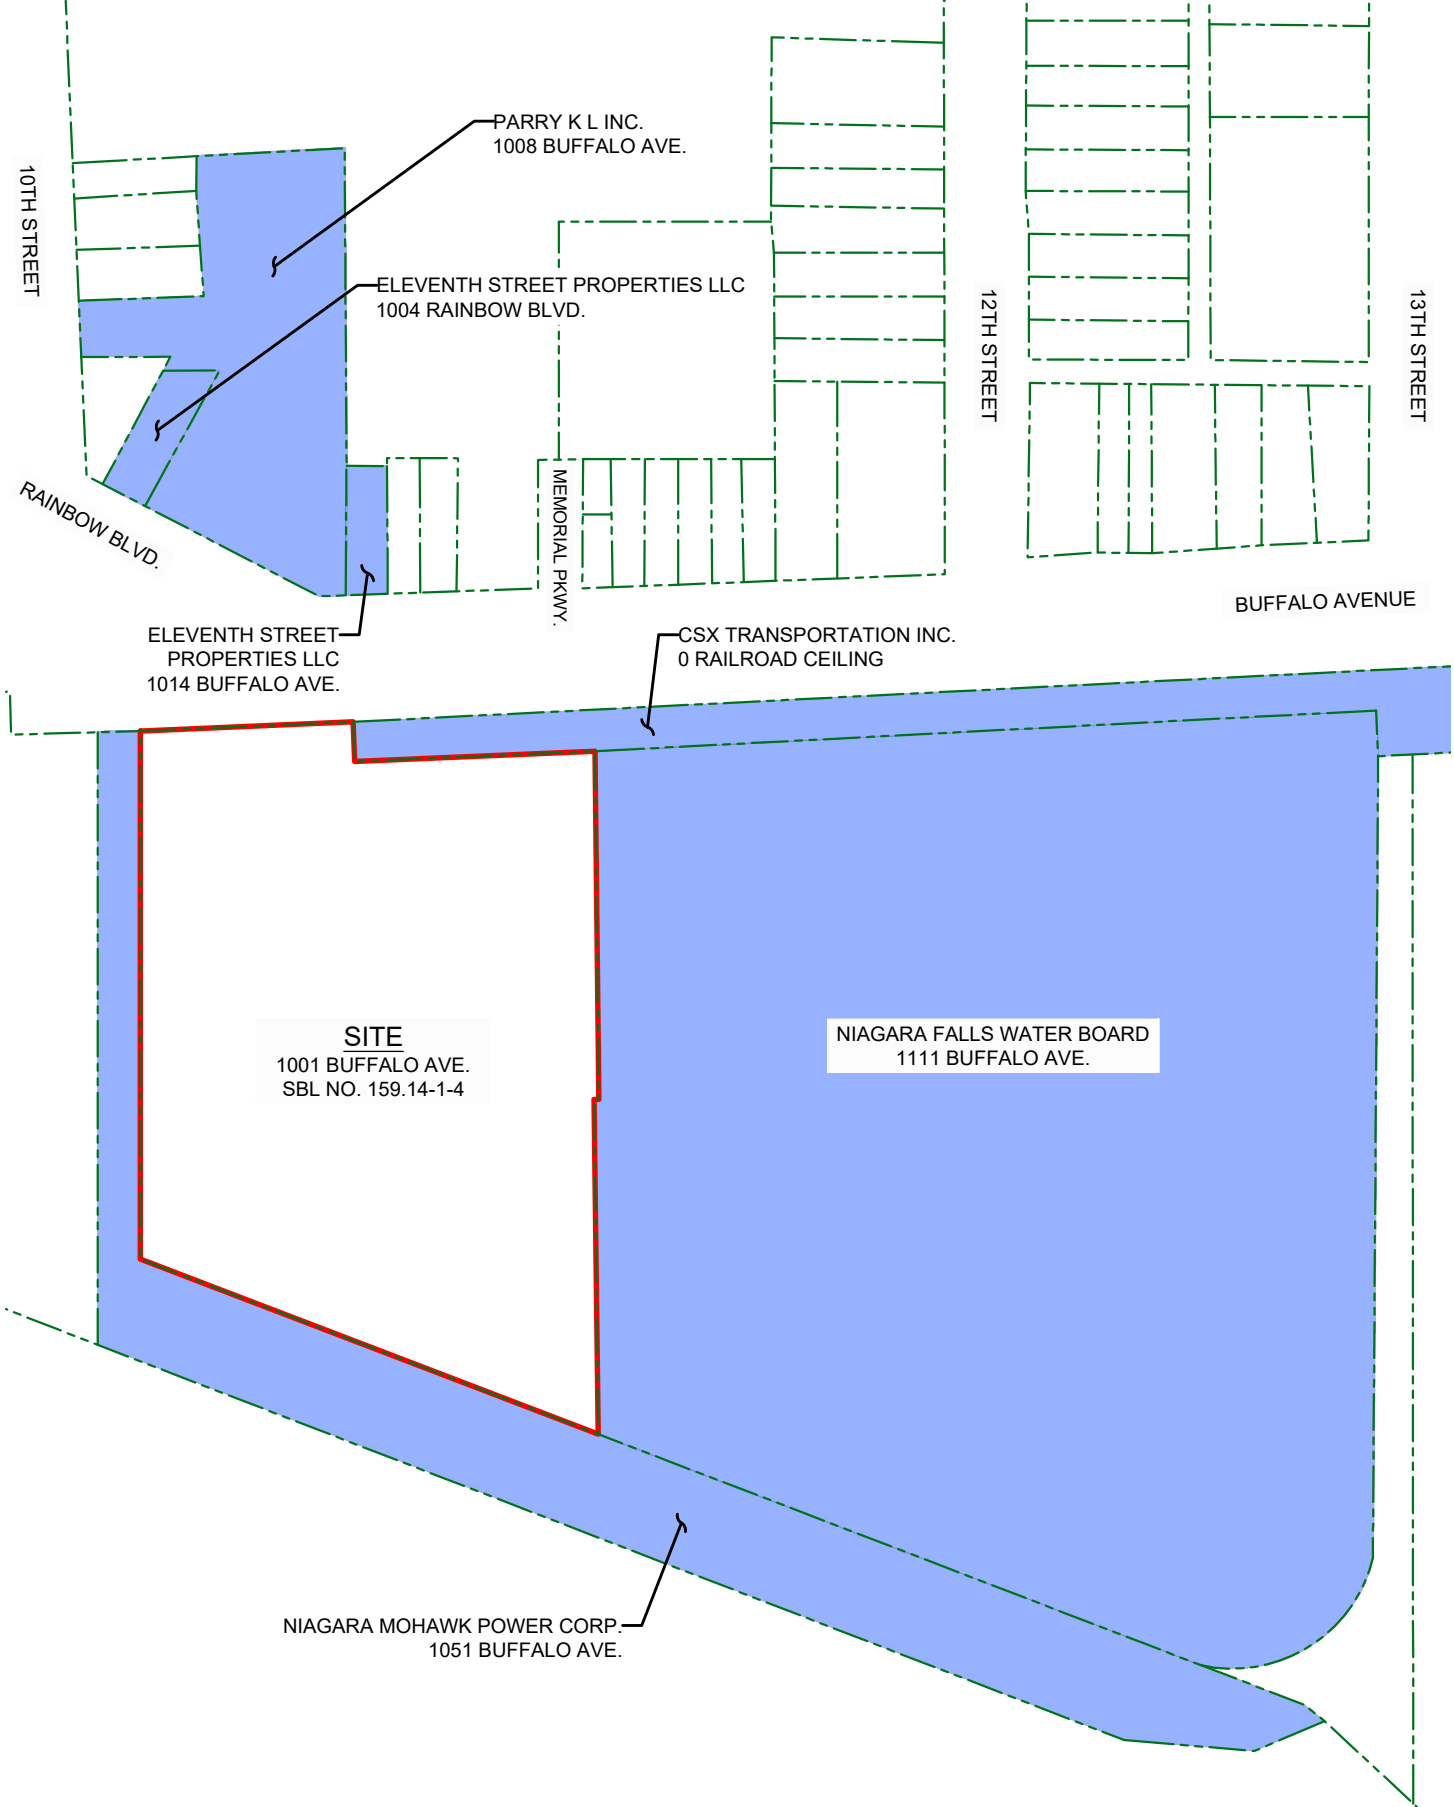 PARRY K L INC.
1008 BUFFALO AVE.
10TH STREET
ELEVENTH STREET PROPERTIES LLC
1004 RAINBOW BLVD.
12TH STREET
13TH STREET
RAINBOW BLVD.
MEMORIAL PKWY.
BUFFALO AVENUE
ELEVENTH STREET
PROPERTIES LLC
1014 BUFFALO AVE.
CSX TRANSPORTATION INC.
0 RAILROAD CEILING
SITE
1001 BUFFALO AVE.
SBL NO. 159.14-1-4
NIAGARA FALLS WATER BOARD
1111 BUFFALO AVE.
NIAGARA MOHAWK POWER CORP.
1051 BUFFALO AVE.